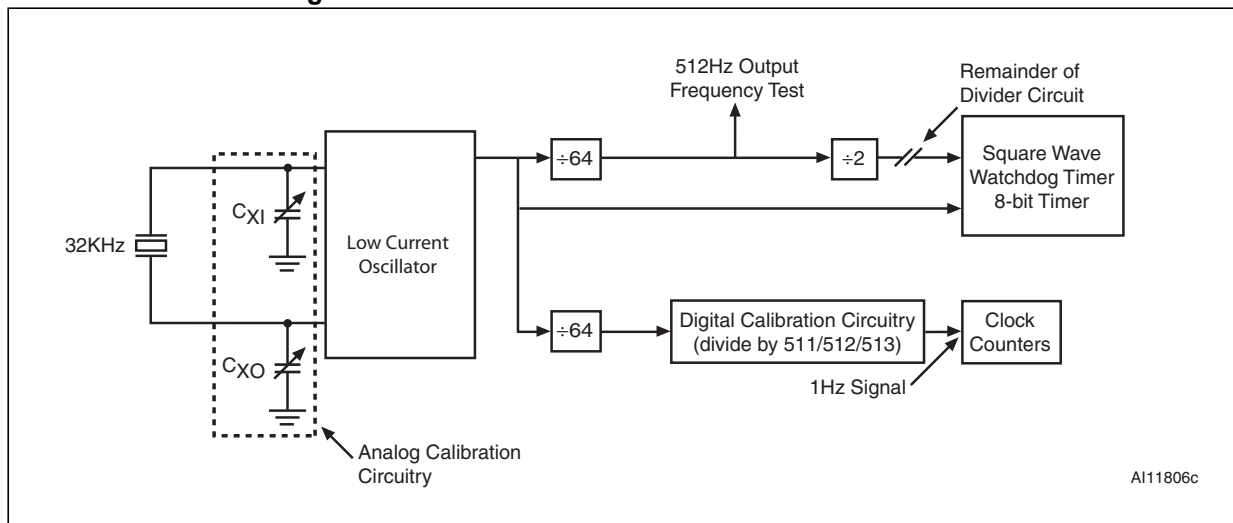 512Hz Output
Frequency Test
Remainder of
Divider Circuit
÷64
÷2
Square Wave
Watchdog Timer
8-bit Timer
CXI
32KHz
Low Current
Oscillator
CXO
÷64
Digital Calibration Circuitry
(divide by 511/512/513)
Clock
Counters
1Hz Signal
Analog Calibration
Circuitry
AI11806c